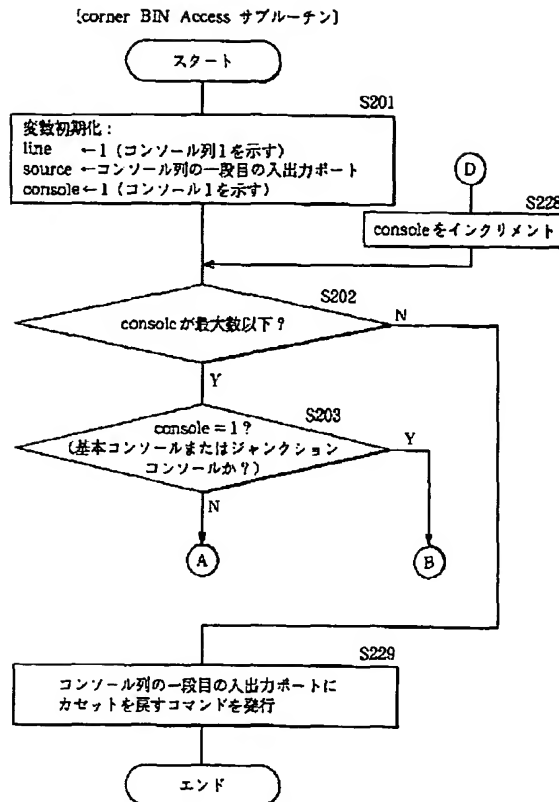 [corner BIN Access サブルーチン]
スタート
S201
変数初期化:
line ←1 (コンソール列1を示す)
source ←コンソール列の一段目の入出力ポート
console←1 (コンソール1を示す)
D
S228
consoleをインクリメント
S202
consoleが最大数以下?
N
Y
S203
console=1?
(基本コンソールまたはジャンクション
コンソールか?)
Y
N
A
B
S229
コンソール列の一段目の入出力ポートに
カセットを戻すコマンドを発行
エンド